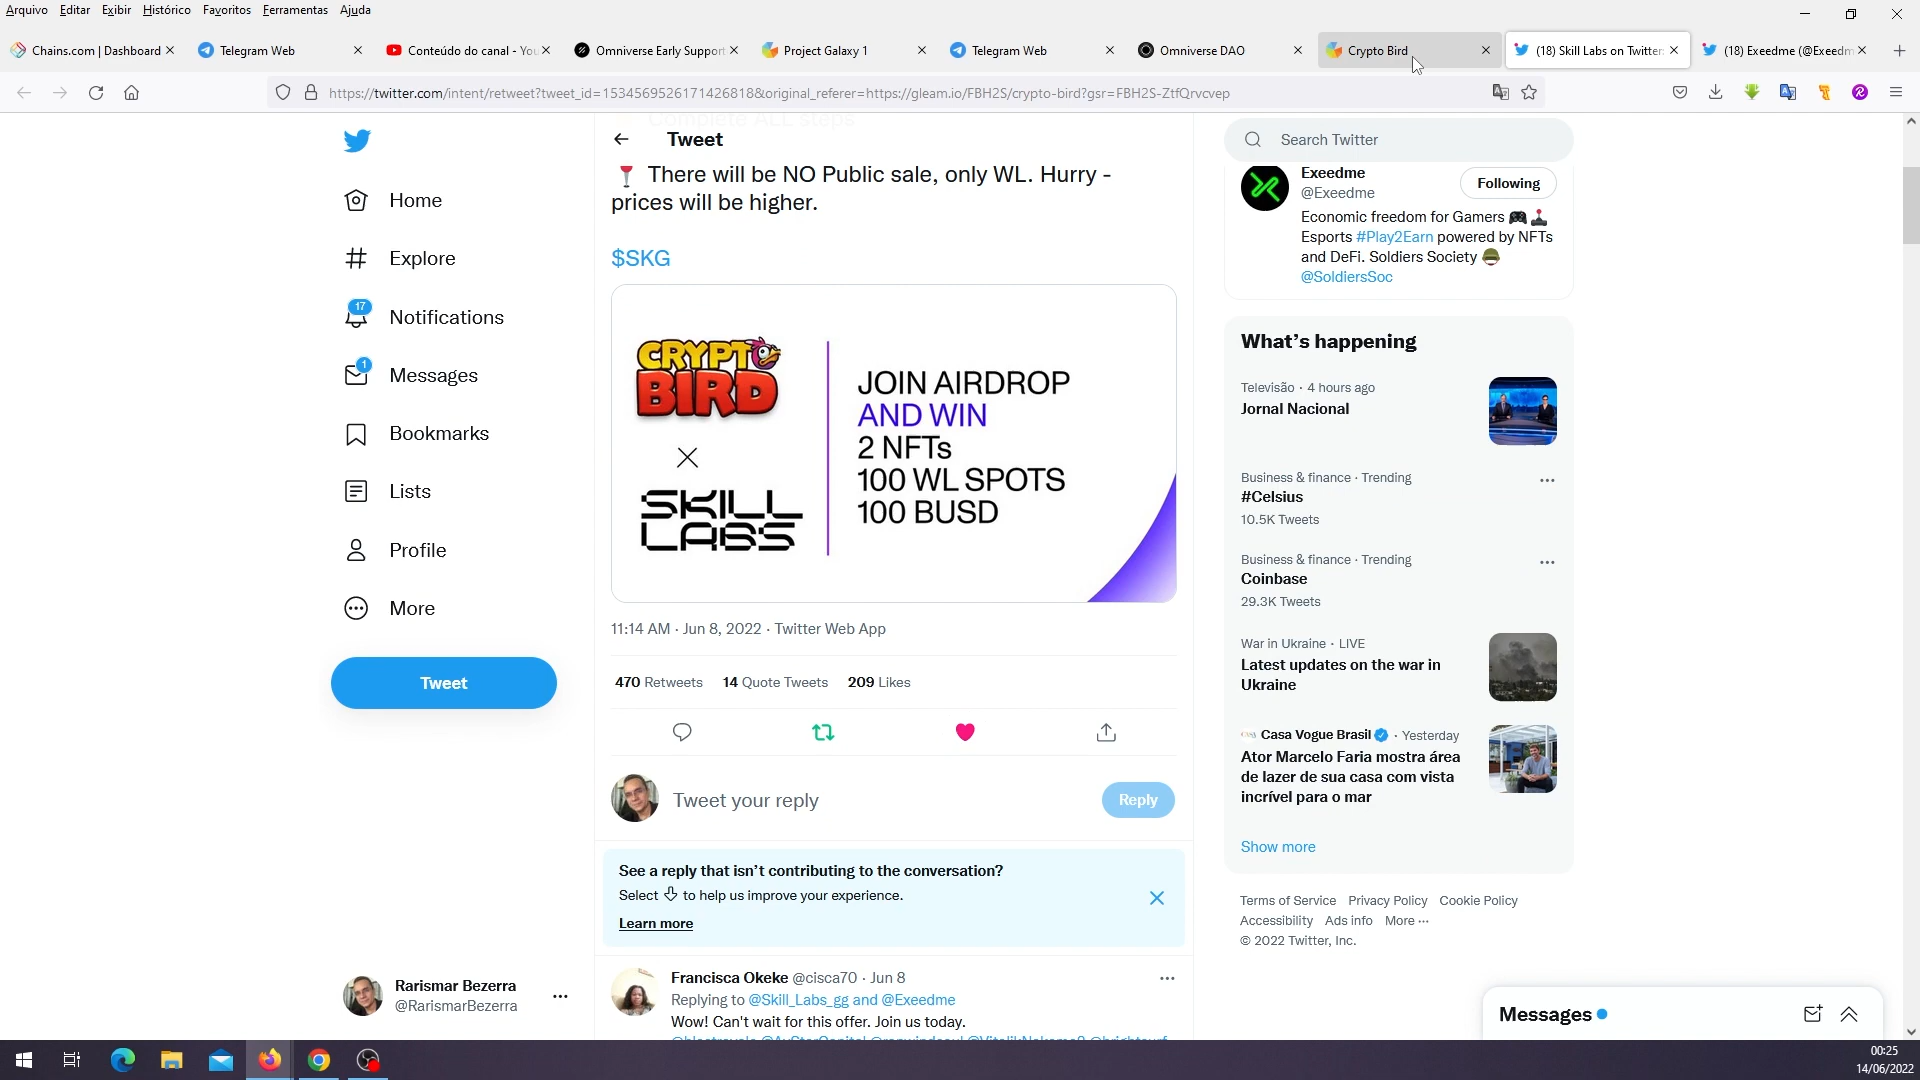 Arquivo Editar Exibir Histórico Favoritos Ferramentas Ajuda
Chains.com | Dashboard
Telegram Web
Conteúdo do canal - You
Omniverse Early Support
Project Galaxy 1
Telegram Web
Omniverse DAO
Crypto Bird
(18) Skill Labs on Twitter:
(18) Exeedme (@Exeedm
https://twitter.com/intent/retweet?tweet_id=1534569526171426818&original_referer=https://gleam.io/FBH2S/crypto-bird?gsr=FBH2S-ZtfQrvcvep
Complete ALL steps
Tweet
Search Twitter
Home
Explore
17
Notifications
1
Messages
Bookmarks
Lists
Profile
More
Tweet
Rarismar Bezerra
@RarismarBezerra
There will be NO Public sale, only WL. Hurry -
prices will be higher.
$SKG
CRYPTO
BIRD
SKILL
LABS
JOIN AIRDROP
AND WIN
2 NFTs
100 WL SPOTS
100 BUSD
11:14 AM · Jun 8, 2022 · Twitter Web App
470 Retweets 14 Quote Tweets 209 Likes
Tweet your reply
Reply
See a reply that isn't contributing to the conversation?
Select to help us improve your experience.
Learn more
Francisca Okeke @cisca70 · Jun 8
Replying to @Skill_Labs_gg and @Exeedme
Wow! Can't wait for this offer. Join us today.
Exeedme
@Exeedme
Following
Economic freedom for Gamers
Esports #Play2Earn powered by NFTs
and DeFi. Soldiers Society
@SoldiersSoc
What's happening
Televisão · 4 hours ago
Jornal Nacional
Business & finance · Trending
#Celsius
10.5K Tweets
Business & finance · Trending
Coinbase
29.3K Tweets
War in Ukraine · LIVE
Latest updates on the war in
Ukraine
Casa Vogue Brasil · Yesterday
Ator Marcelo Faria mostra área
de lazer de sua casa com vista
incrível para o mar
Show more
Terms of Service Privacy Policy Cookie Policy
Accessibility Ads info More ···
© 2022 Twitter, Inc.
Messages
00:25
14/06/2022